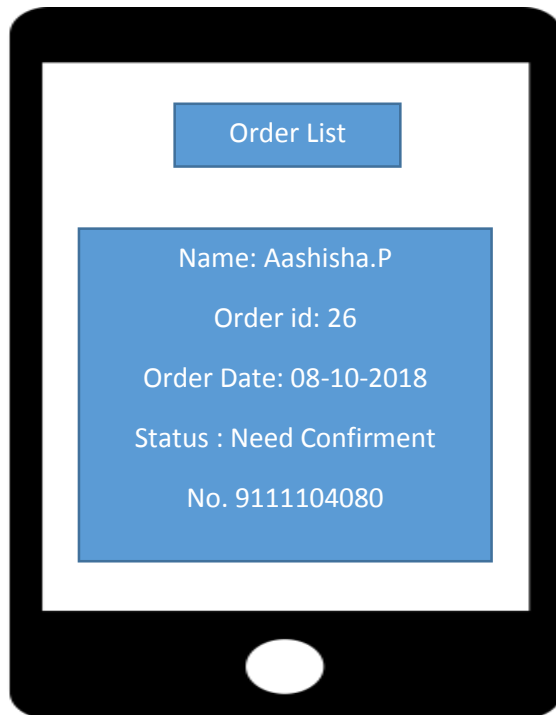 Order List
Name: Aashisha.P
Order id: 26
Order Date: 08-10-2018
Status : Need Confirment
No. 9111104080